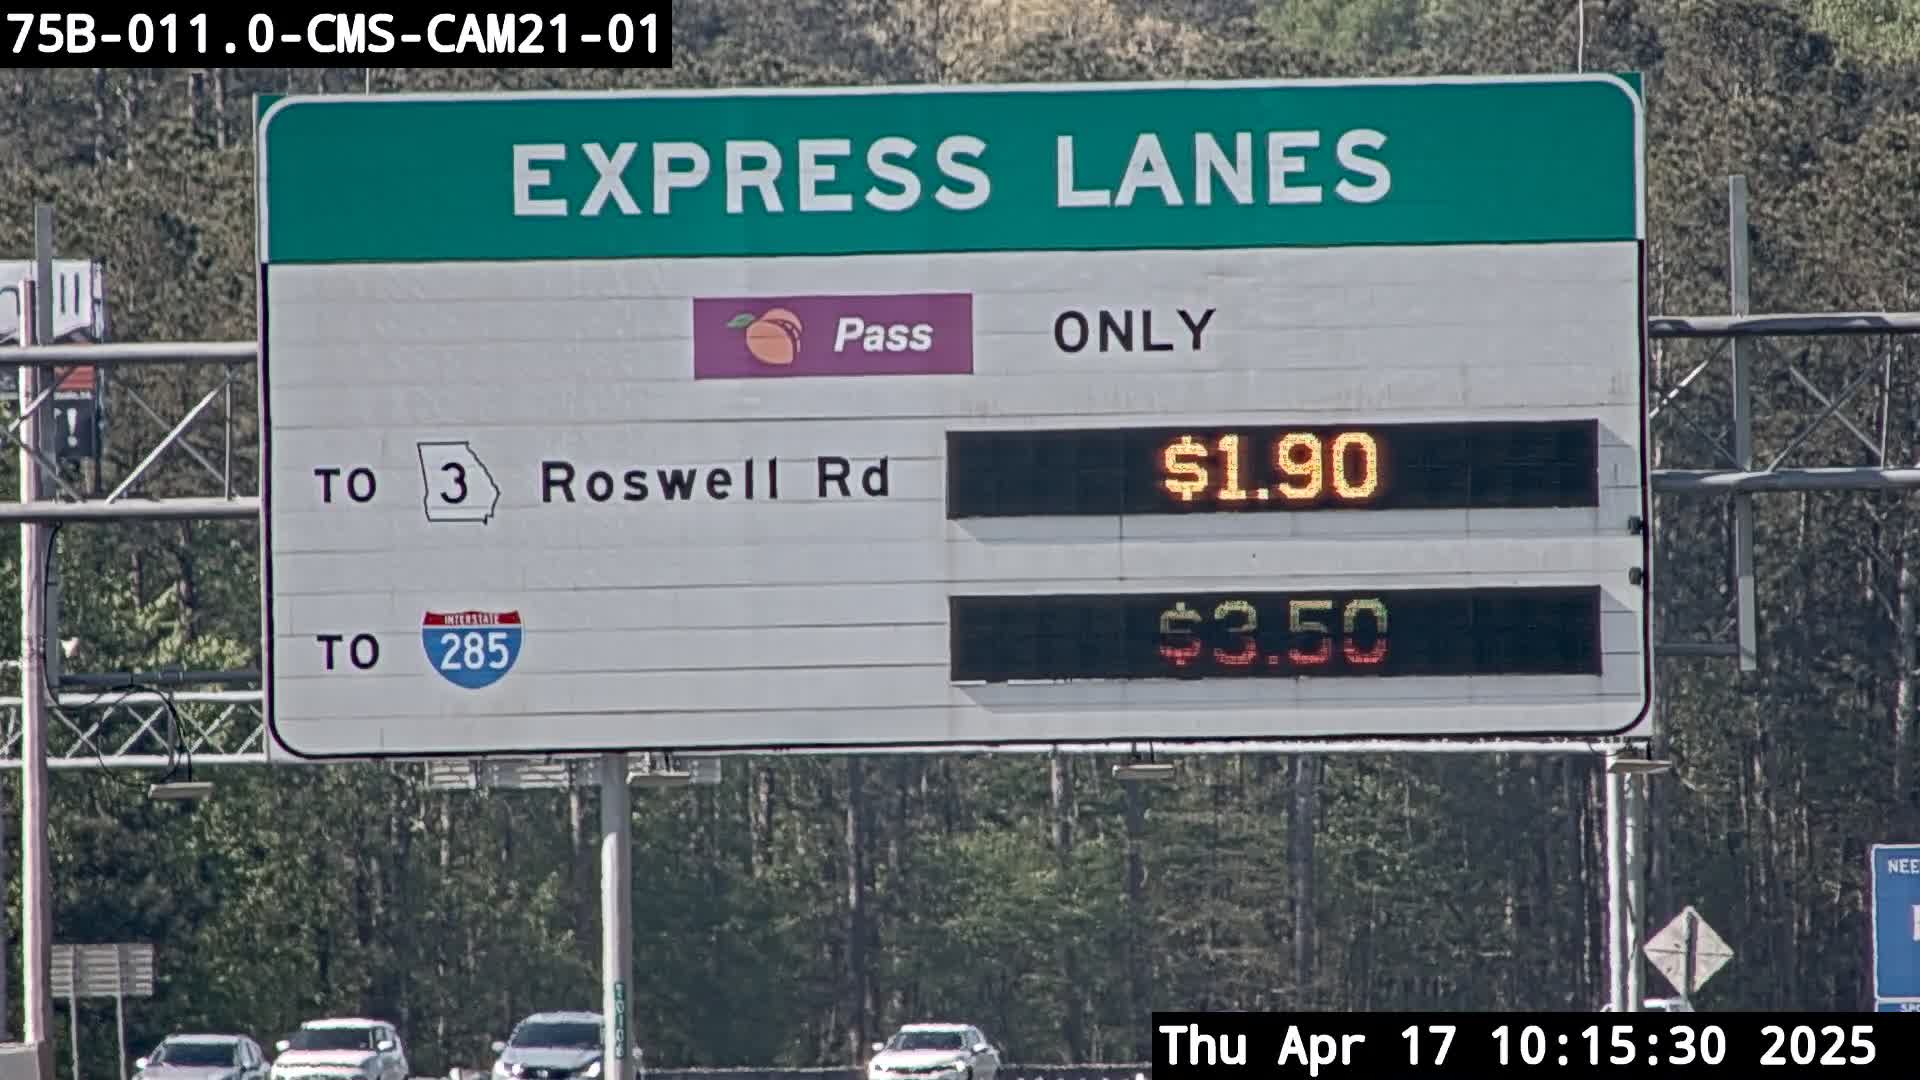 75B-011.0-CMS-CAM21-01
EXPRESS LANES
Pass ONLY
TO 3 Roswell Rd $1.90
TO INTERSTATE 285 $3.50
Thu Apr 17 10:15:30 2025